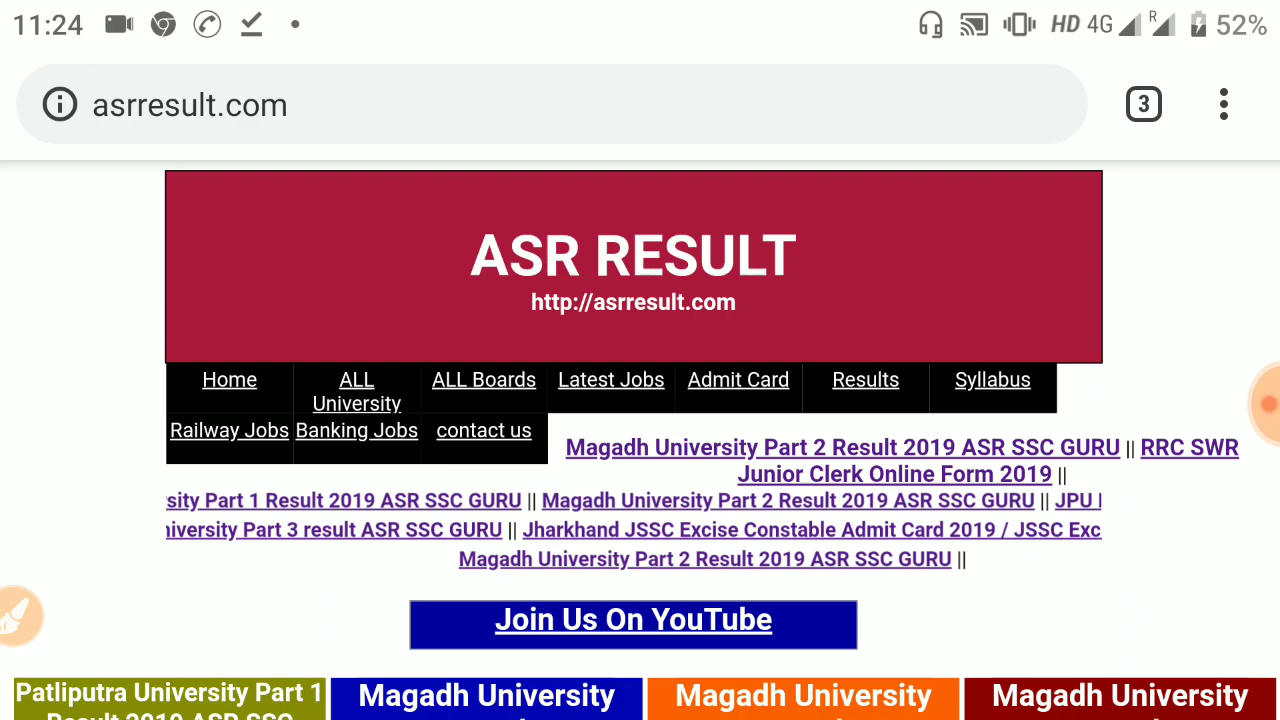 11:24 HD 4G R 52%
asrresult.com 3
ASR RESULT
http://asrresult.com
Home ALL ALL Boards Latest Jobs Admit Card Results Syllabus
University
Railway Jobs Banking Jobs contact us
Magadh University Part 2 Result 2019 ASR SSC GURU || RRC SWR
Junior Clerk Online Form 2019 ||
sity Part 1 Result 2019 ASR SSC GURU || Magadh University Part 2 Result 2019 ASR SSC GURU || JPU
niversity Part 3 result ASR SSC GURU || Jharkhand JSSC Excise Constable Admit Card 2019 / JSSC Exc
Magadh University Part 2 Result 2019 ASR SSC GURU ||
Join Us On YouTube
Patliputra University Part 1 Magadh University Magadh University Magadh University
Result 2019 ASR SSC